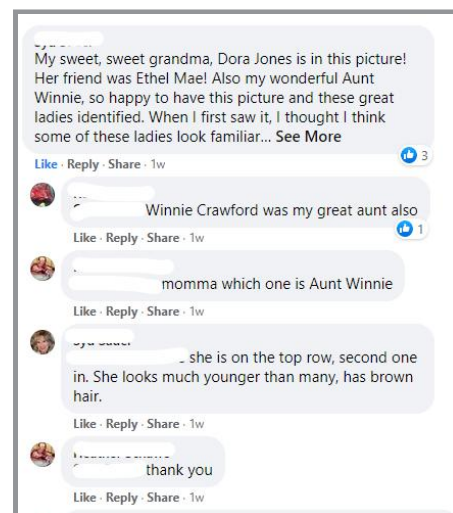 My sweet, sweet grandma, Dora Jones is in this picture!
Her friend was Ethel Mae! Also my wonderful Aunt
Winnie, so happy to have this picture and these great
ladies identified. When I first saw it, I thought I think
some of these ladies look familiar... See More
Like · Reply · Share · 1w
3
Winnie Crawford was my great aunt also
Like · Reply · Share · 1w
1
momma which one is Aunt Winnie
Like · Reply · Share · 1w
she is on the top row, second one
in. She looks much younger than many, has brown
hair.
Like · Reply · Share · 1w
thank you
Like · Reply · Share · 1w